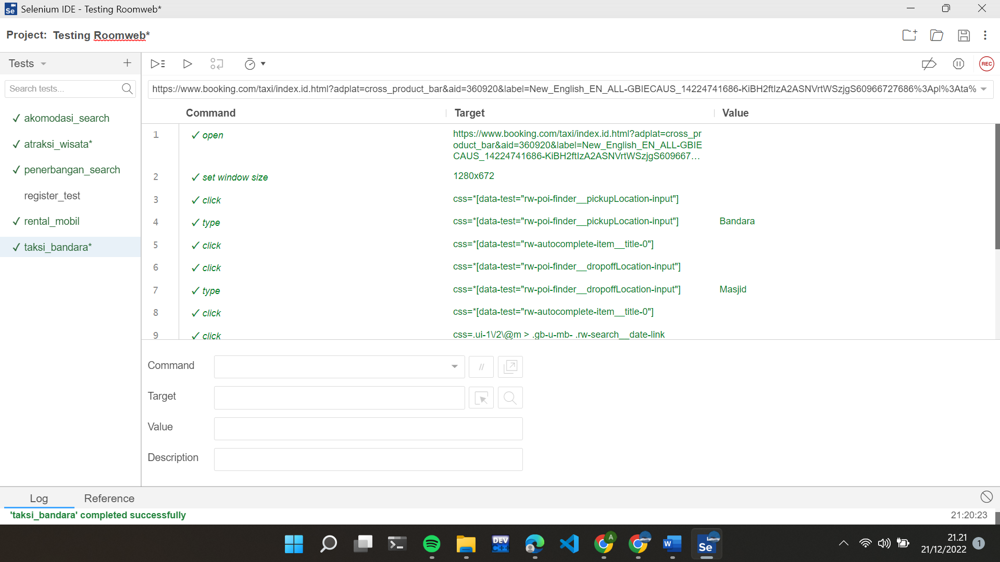 Selenium IDE - Testing Roomweb*
Project: Testing Roomweb*
Tests
Search tests...
✓ akomodasi_search
✓ atraksi_wisata*
✓ penerbangan_search
register_test
✓ rental_mobil
✓ taksi_bandara*
REC
https://www.booking.com/taxi/index.id.html?adplat=cross_product_bar&aid=360920&label=New_English_EN_ALL-GBIECAUS_14224741686-KiBH2ftIzA2ASNVrtWSzjgS60966727686%3Apl%3Ata%
Command Target Value
1 ✓ open https://www.booking.com/taxi/index.id.html?adplat=cross_pr
oduct_bar&aid=360920&label=New_English_EN_ALL-GBIE
CAUS_14224741686-KiBH2ftIzA2ASNVrtWSzjgS609667...
2 ✓ set window size 1280x672
3 ✓ click css=*[data-test="rw-poi-finder__pickupLocation-input"]
4 ✓ type css=*[data-test="rw-poi-finder__pickupLocation-input"] Bandara
5 ✓ click css=*[data-test="rw-autocomplete-item__title-0"]
6 ✓ click css=*[data-test="rw-poi-finder__dropoffLocation-input"]
7 ✓ type css=*[data-test="rw-poi-finder__dropoffLocation-input"] Masjid
8 ✓ click css=*[data-test="rw-autocomplete-item__title-0"]
9 ✓ click css=.ui-1\/2\@m > .gb-u-mb- .rw-search__date-link
Command
//
Target
Value
Description
Log Reference
'taksi_bandara' completed successfully 21:20:23
DEV
C++
A
W
Se
21.21
21/12/2022
1